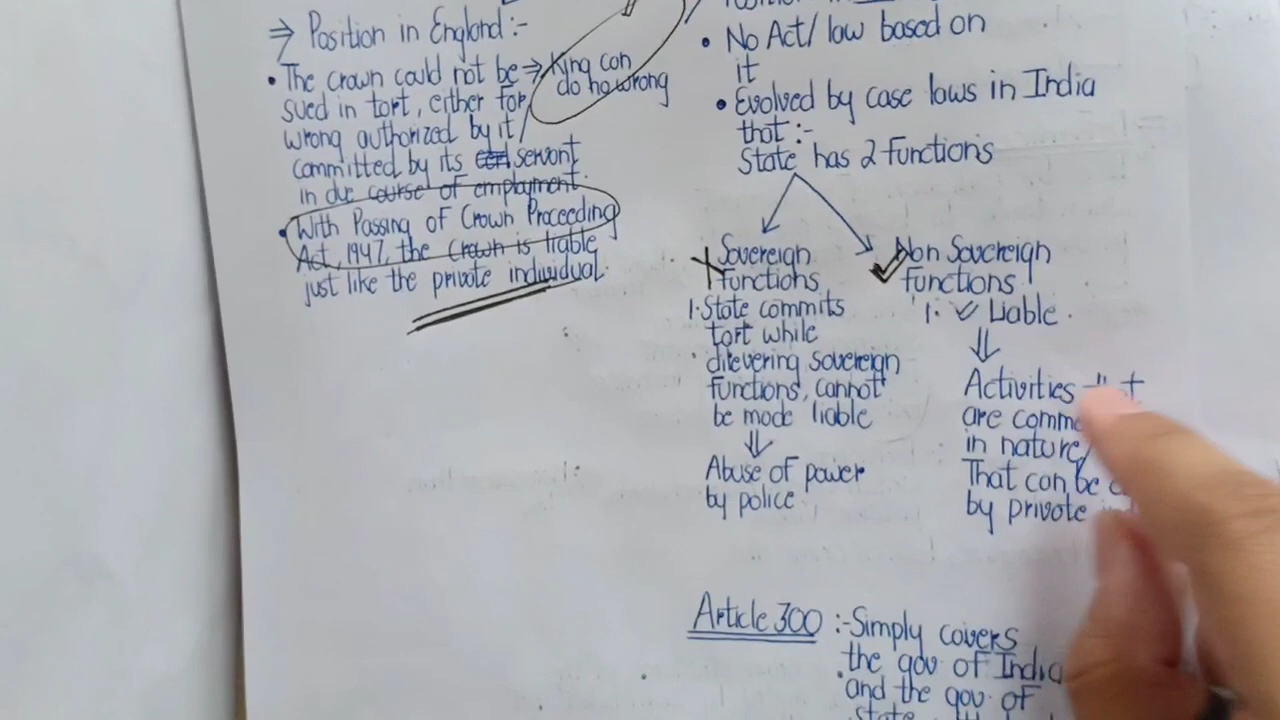 ⇒ Position in England :-
• The crown could not be ⇒ King can
do no wrong
sued in tort, either for
wrong authorized by it /
committed by its servant
in due course of employment.
• With Passing of Crown Proceeding
Act, 1947, the Crown is liable
just like the private individual.
• No Act / law based on
it
• Evolved by case laws in India
that :-
State has 2 functions
Sovereign
functions
1. State commits
tort while
dilevering sovereign
functions, cannot
be made liable
⇓
Abuse of power
by police
Non Sovereign
functions
1. ✓ Liable.
⇓
Activities
are
in nature/
That can be
by private
Article 300 :- Simply covers
the gov of India
and the gov. of
state